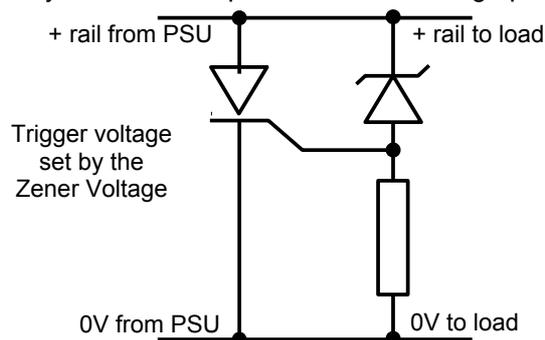 + rail from PSU
+ rail to load
Trigger voltage
set by the
Zener Voltage
0V from PSU
0V to load